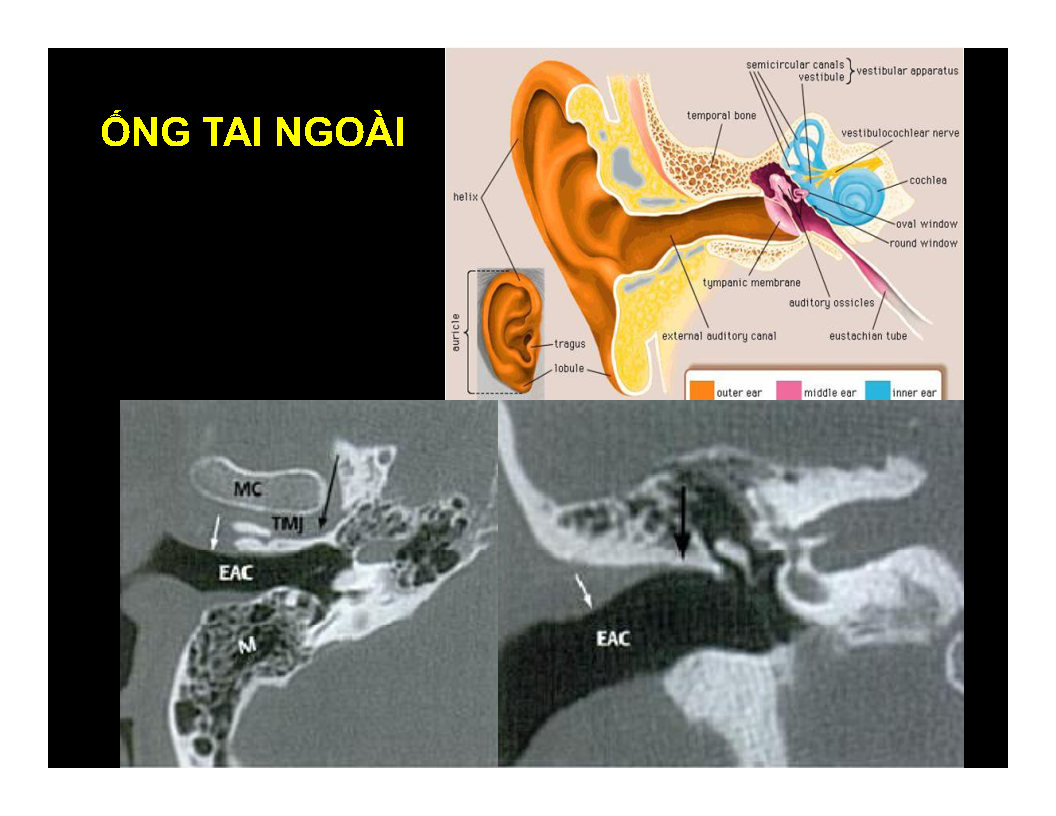 ỐNG TAI NGOÀI
semicircular canals
vestibule
vestibular apparatus
temporal bone
vestibulocochlear nerve
cochlea
helix
oval window
round window
tympanic membrane
auditory ossicles
auricle
tragus
external auditory canal
eustachian tube
lobule
outer ear
middle ear
inner ear
MC
TMJ
EAC
M
EAC